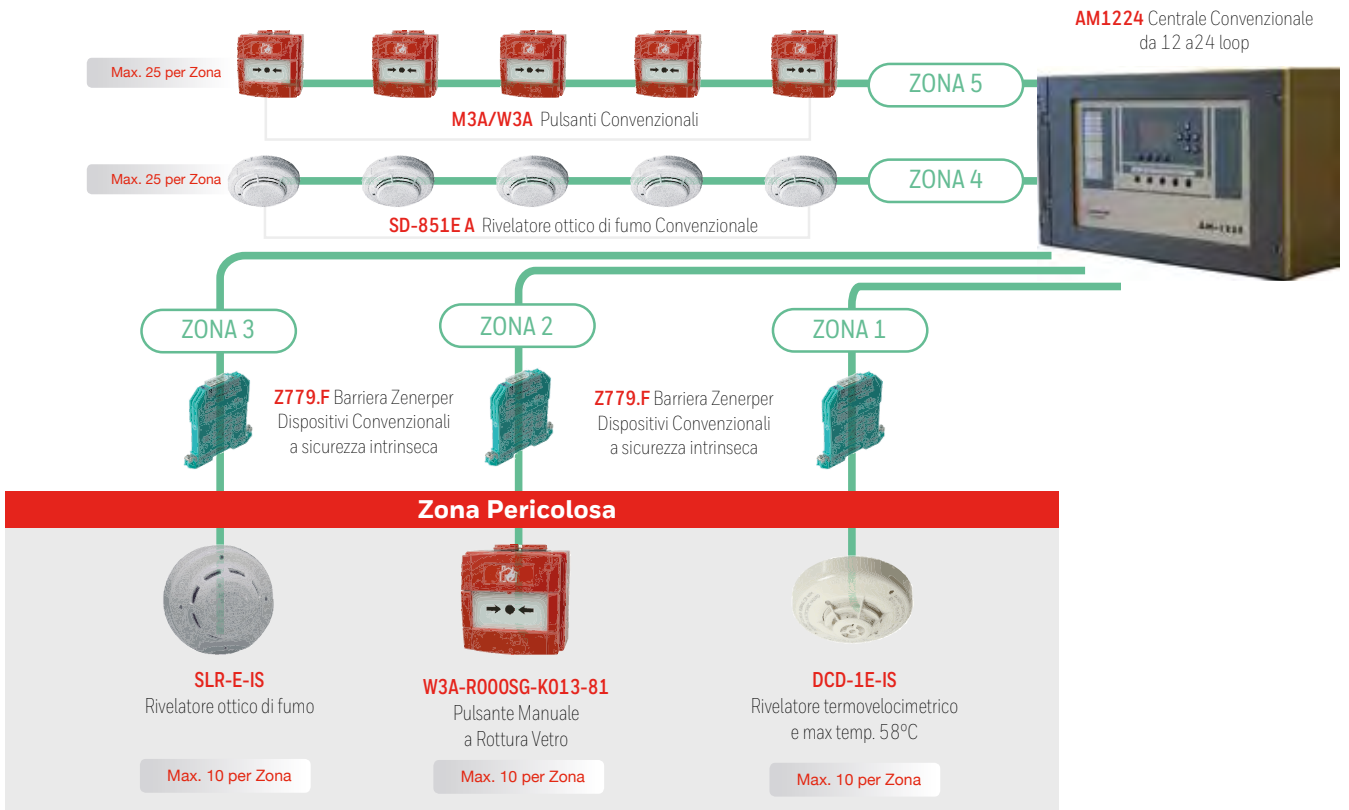 AM1224 Centrale Convenzionale
da 12 a24 loop
Max. 25 per Zona
ZONA 5
M3A/W3A Pulsanti Convenzionali
Max. 25 per Zona
ZONA 4
SD-851E A Rivelatore ottico di fumo Convenzionale
ZONA 3
ZONA 2
ZONA 1
Z779.F Barriera Zenerper
Dispositivi Convenzionali
a sicurezza intrinseca
Z779.F Barriera Zenerper
Dispositivi Convenzionali
a sicurezza intrinseca
Zona Pericolosa
SLR-E-IS
Rivelatore ottico di fumo
Max. 10 per Zona
W3A-R000SG-K013-81
Pulsante Manuale
a Rottura Vetro
Max. 10 per Zona
DCD-1E-IS
Rivelatore termovelocimetrico
e max temp. 58°C
Max. 10 per Zona